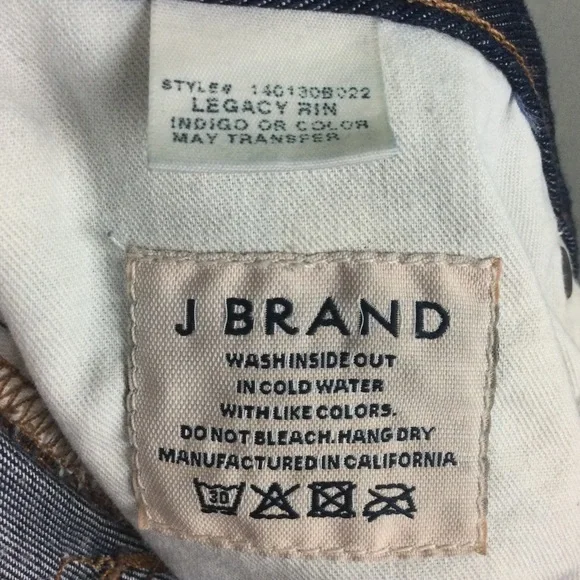 STYLE# 140130B022
LEGACY RIN
INDIGO OR COLOR
MAY TRANSFER
J BRAND
WASH INSIDE OUT
IN COLD WATER
WITH LIKE COLORS.
DO NOT BLEACH. HANG DRY
MANUFACTURED IN CALIFORNIA
30